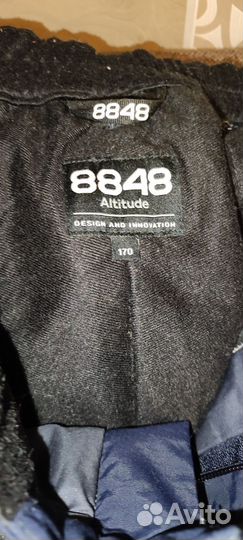 8848
8848
Altitude
DESIGN AND INNOVATION
170
Avito